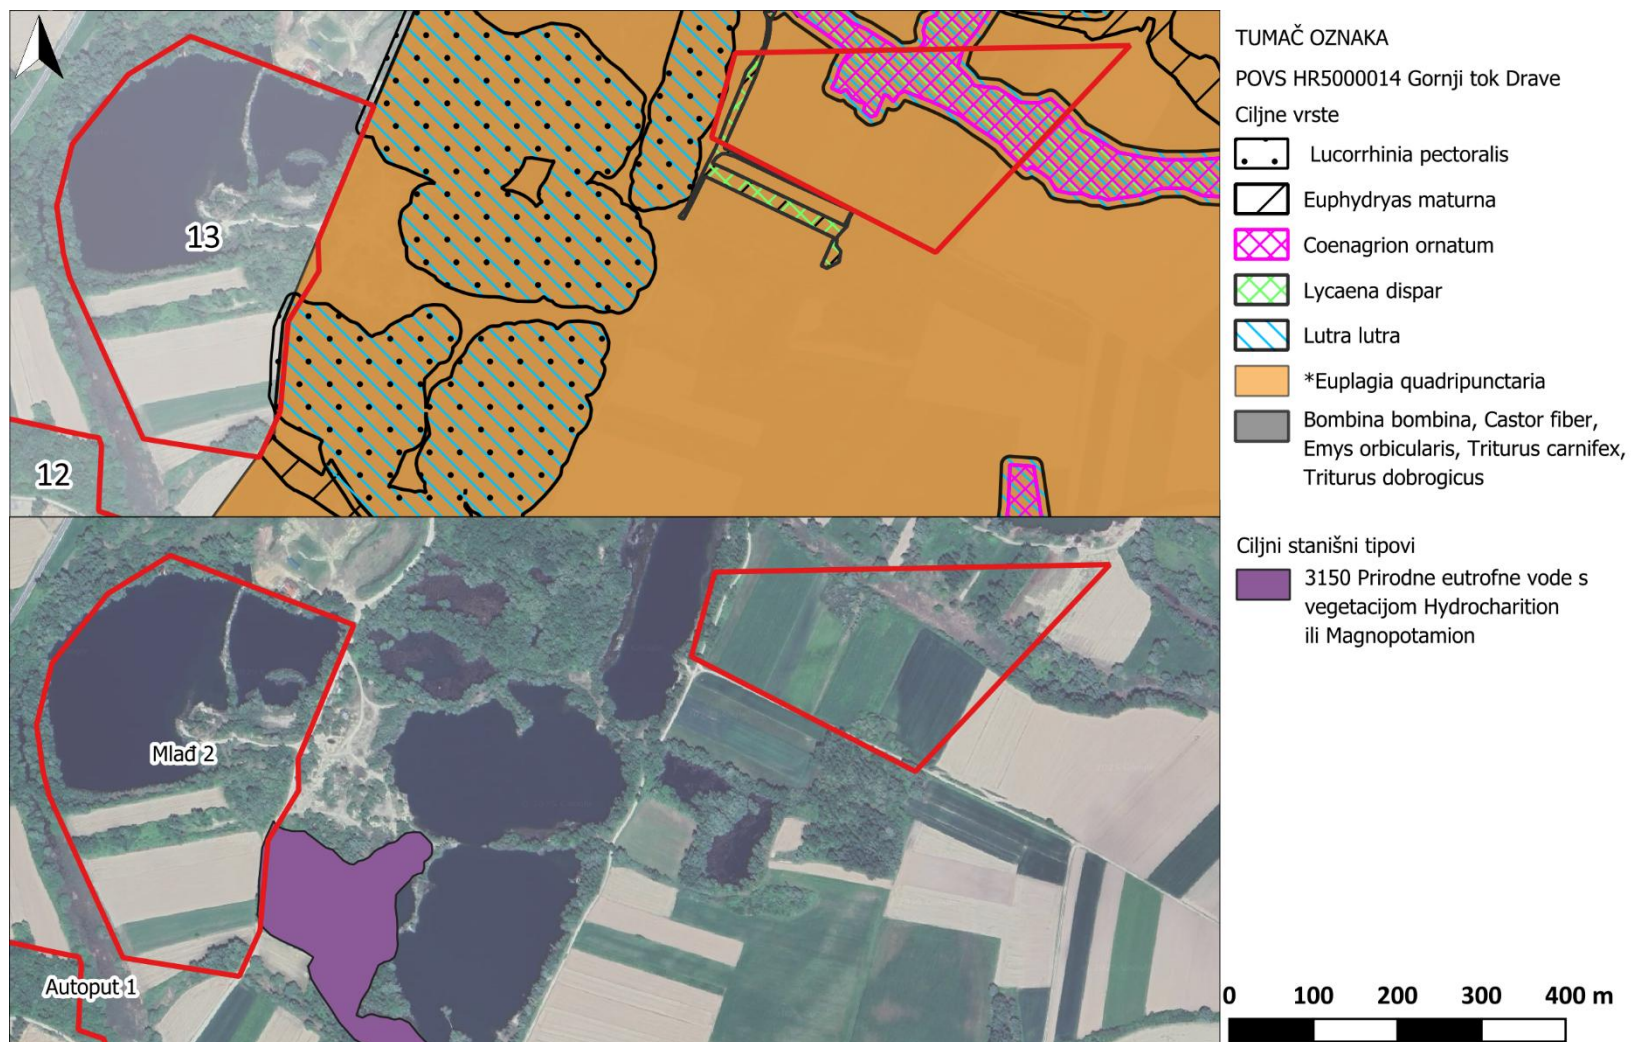 13
12
Mlađ 2
Autoput 1
TUMAČ OZNAKA
POVS HR5000014 Gornji tok Drave
Ciljne vrste
Lucorrhinia pectoralis
Euphydryas maturna
Coenagrion ornatum
Lycaena dispar
Lutra lutra
*Euplagia quadripunctaria
Bombina bombina, Castor fiber,
Emys orbicularis, Triturus carnifex,
Triturus dobrogicus
Ciljni stanišni tipovi
3150 Prirodne eutrofne vode s
vegetacijom Hydrocharition
ili Magnopotamion
0 100 200 300 400 m